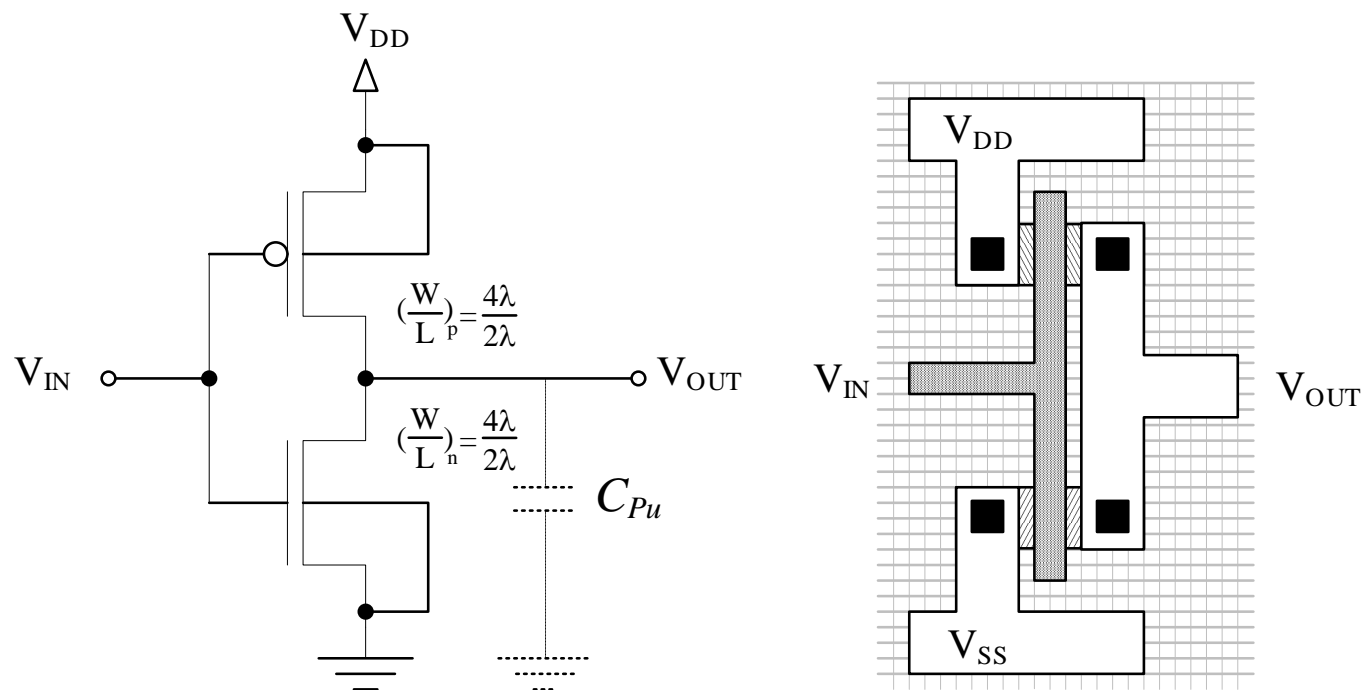 V_DD
(W/L)_p = 4λ/2λ
V_IN
V_OUT
(W/L)_n = 4λ/2λ
C_Pu
V_DD
V_IN
V_OUT
V_SS